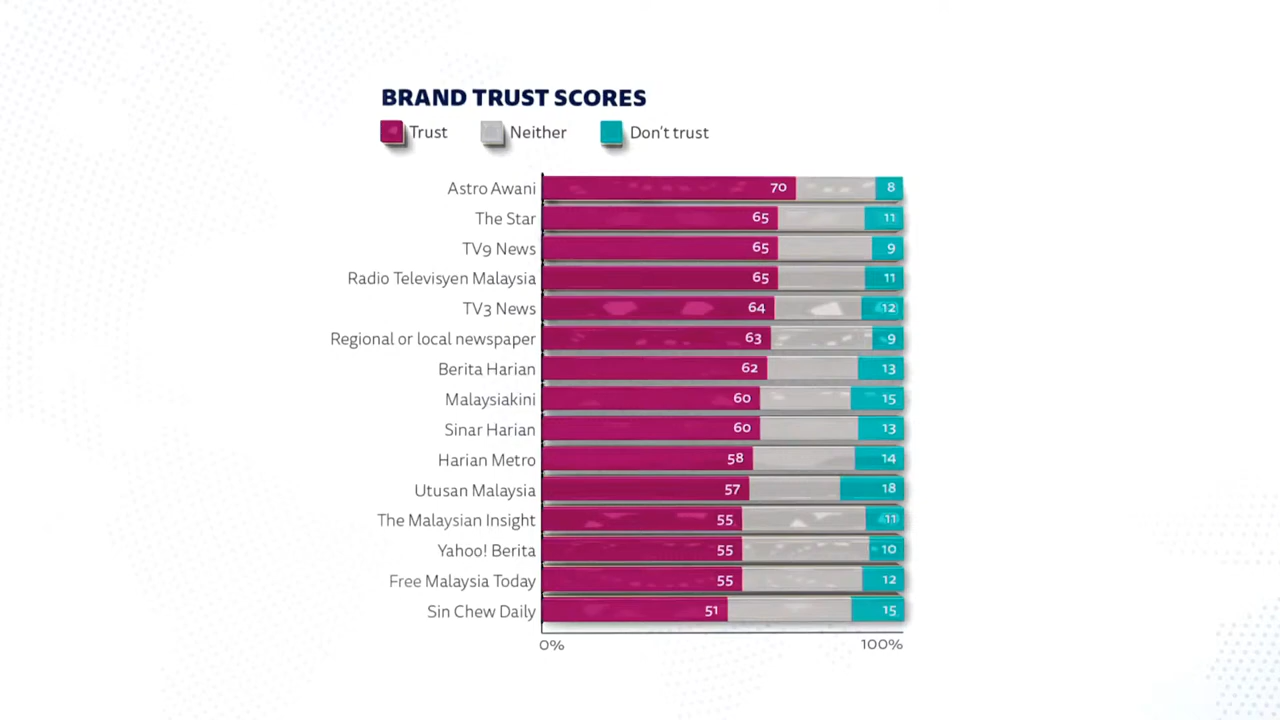 BRAND TRUST SCORES
Trust Neither Don't trust
Astro Awani 70 8
The Star 65 11
TV9 News 65 9
Radio Televisyen Malaysia 65 11
TV3 News 64 12
Regional or local newspaper 63 9
Berita Harian 62 13
Malaysiakini 60 15
Sinar Harian 60 13
Harian Metro 58 14
Utusan Malaysia 57 18
The Malaysian Insight 55 11
Yahoo! Berita 55 10
Free Malaysia Today 55 12
Sin Chew Daily 51 15
0% 100%